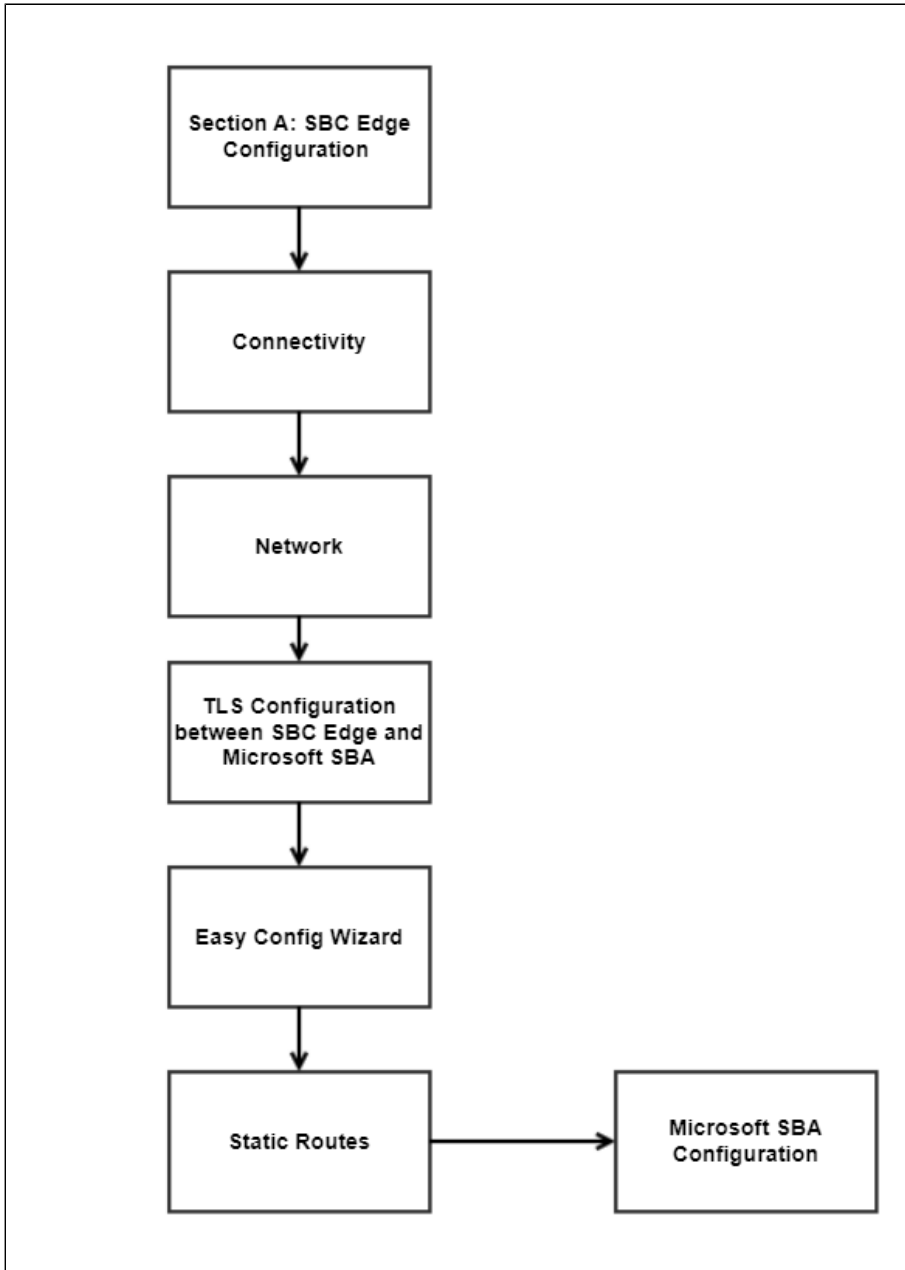 Section A: SBC Edge
Configuration
Connectivity
Network
TLS Configuration
between SBC Edge and
Microsoft SBA
Easy Config Wizard
Static Routes
Microsoft SBA
Configuration